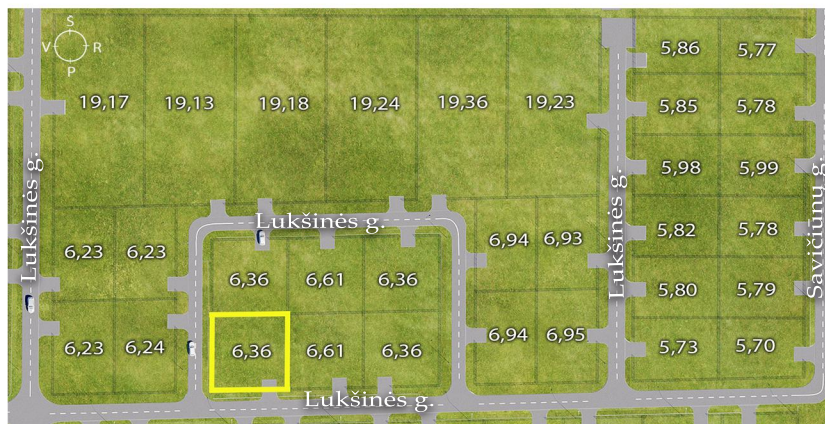 S
V R
P
19,17 19,13 19,18 19,24 19,36 19,23
5,86 5,77
5,85 5,78
5,98 5,99
5,82 5,78
5,80 5,79
5,73 5,70
Lukšinės g.
Lukšinės g.
Lukšinės g.
Savičiūnų g.
6,23 6,23
6,23 6,24
6,36 6,61 6,36
6,36 6,61 6,36
6,94 6,93
6,94 6,95
Lukšinės g.